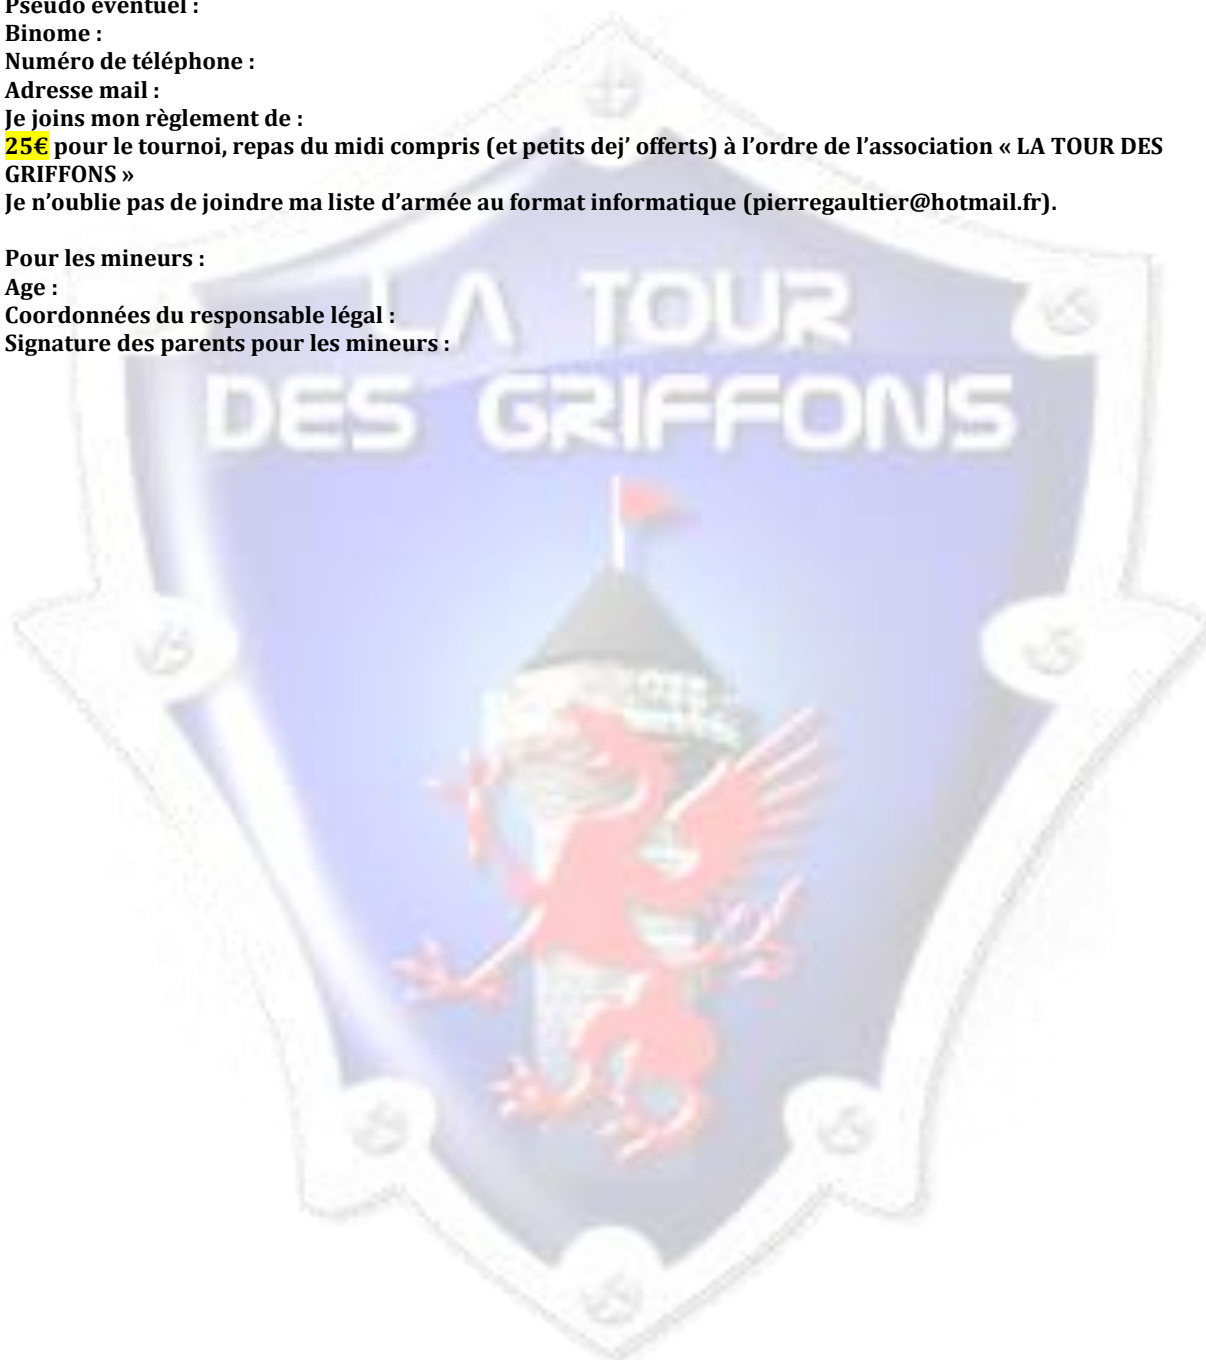 Pseudo éventuel :
Binome :
Numéro de téléphone :
Adresse mail :
Je joins mon règlement de :
25€ pour le tournoi, repas du midi compris (et petits dej’ offerts) à l’ordre de l’association « LA TOUR DES
GRIFFONS »
Je n’oublie pas de joindre ma liste d’armée au format informatique (pierregaultier@hotmail.fr).
Pour les mineurs :
Age :
Coordonnées du responsable légal :
Signature des parents pour les mineurs :
LA TOUR
DES GRIFFONS